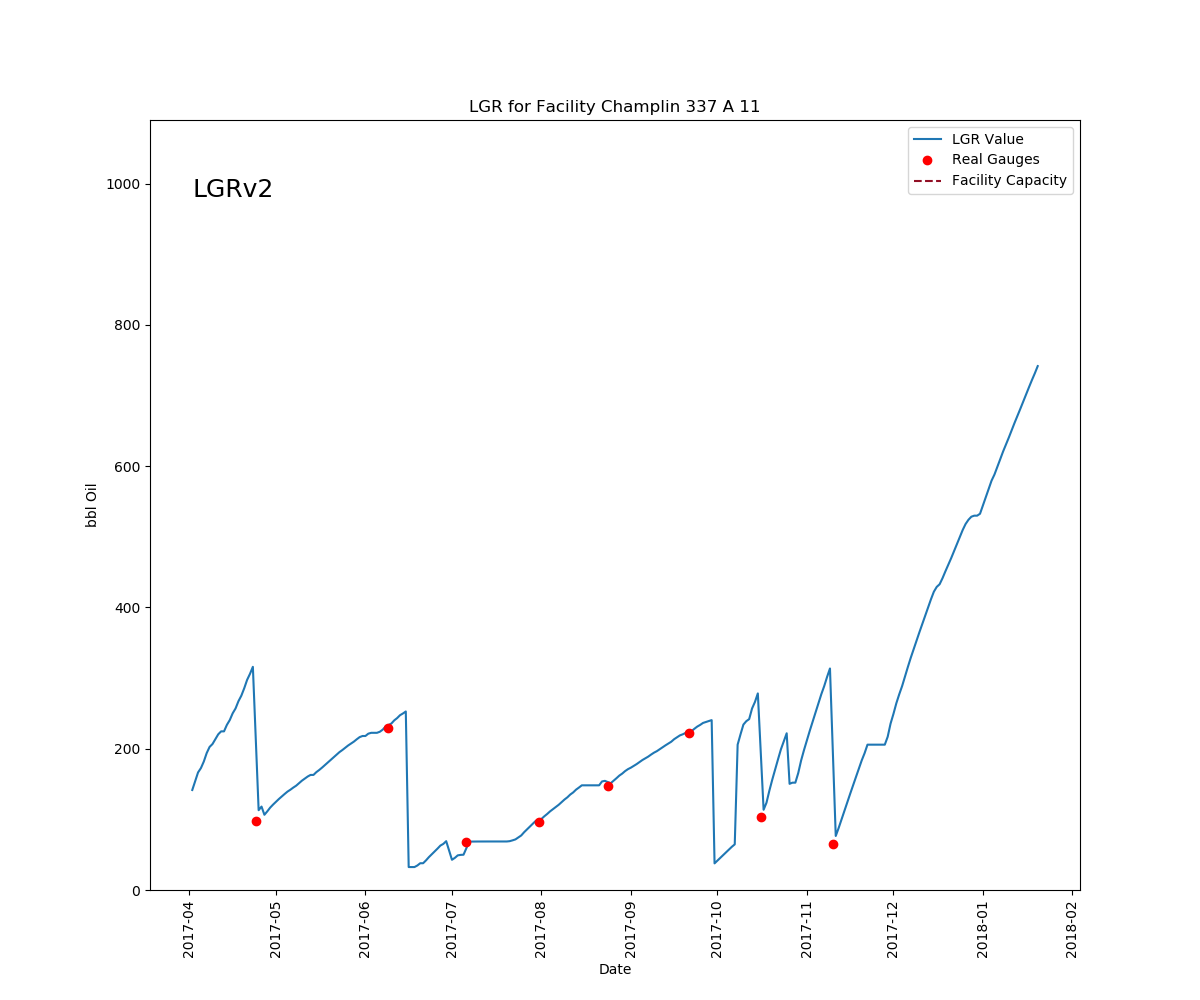 LGR for Facility Champlin 337 A 11
LGRv2
LGR Value
Real Gauges
Facility Capacity
bbl Oil
1000
800
600
400
200
0
2017-04
2017-05
2017-06
2017-07
2017-08
2017-09
2017-10
2017-11
2017-12
2018-01
2018-02
Date